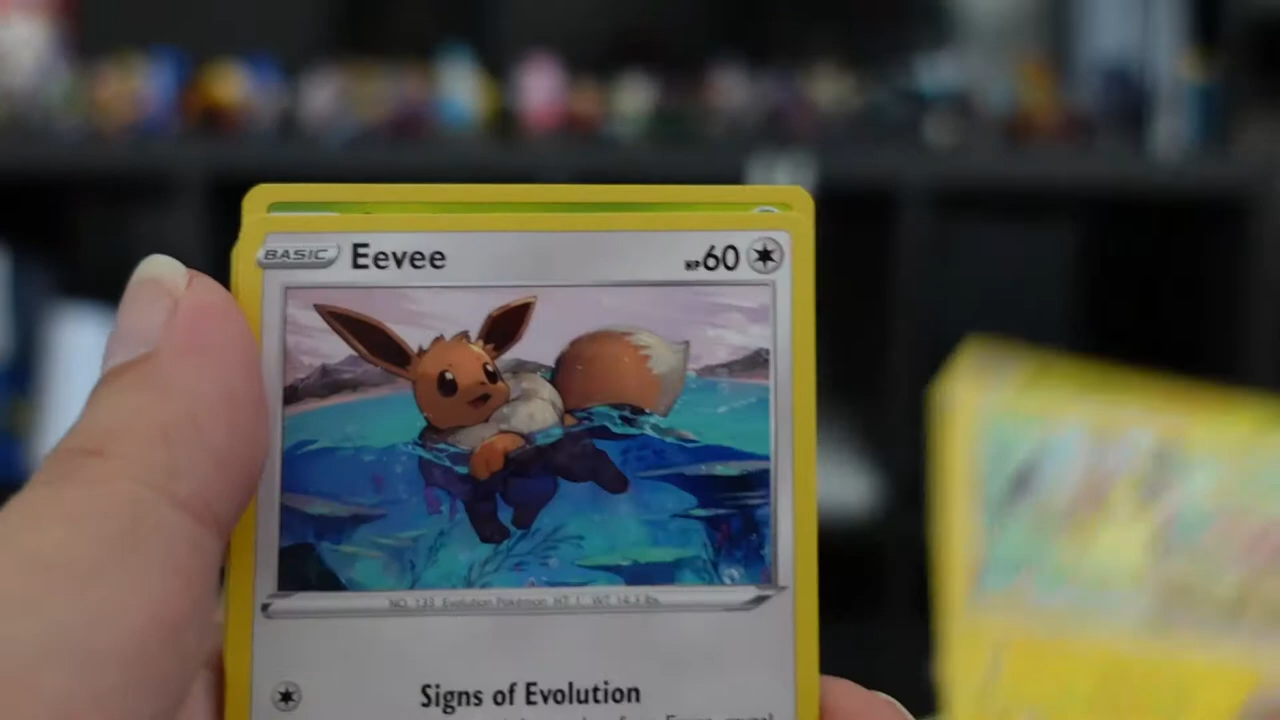 BASIC Eevee HP60
NO. 133 Evolution Pokémon HT: 1' WT: 14.3 lbs.
Signs of Evolution